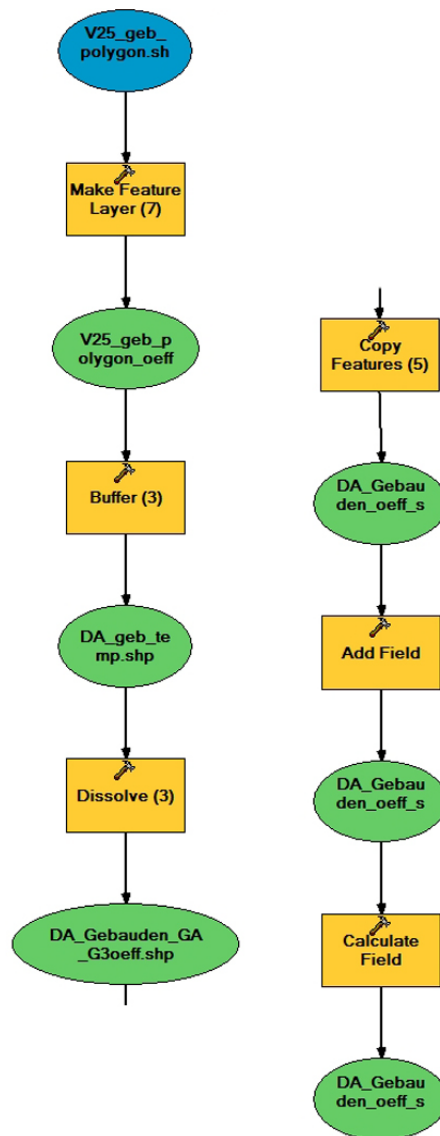 V25_geb_
polygon.sh
Make Feature
Layer (7)
V25_geb_p
olygon_oeff
Buffer (3)
DA_geb_te
mp.shp
Dissolve (3)
DA_Gebauden_GA
_G3oeff.shp
Copy
Features (5)
DA_Gebau
den_oeff_s
Add Field
DA_Gebau
den_oeff_s
Calculate
Field
DA_Gebau
den_oeff_s